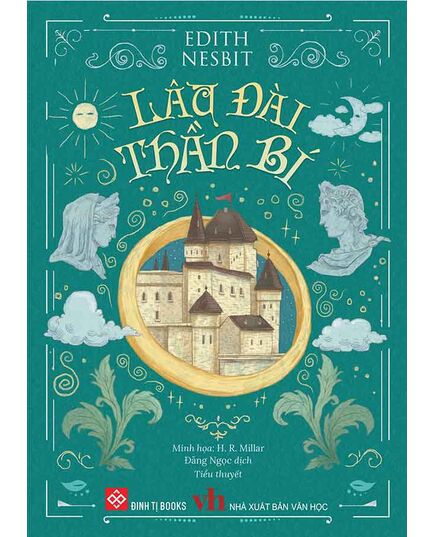 EDITH
NESBIT
LÂU ĐÀI
THẦN BÍ
Minh họa: H. R. Millar
Đăng Ngọc dịch
Tiểu thuyết
ĐINH TỊ BOOKS
vh NHÀ XUẤT BẢN VĂN HỌC